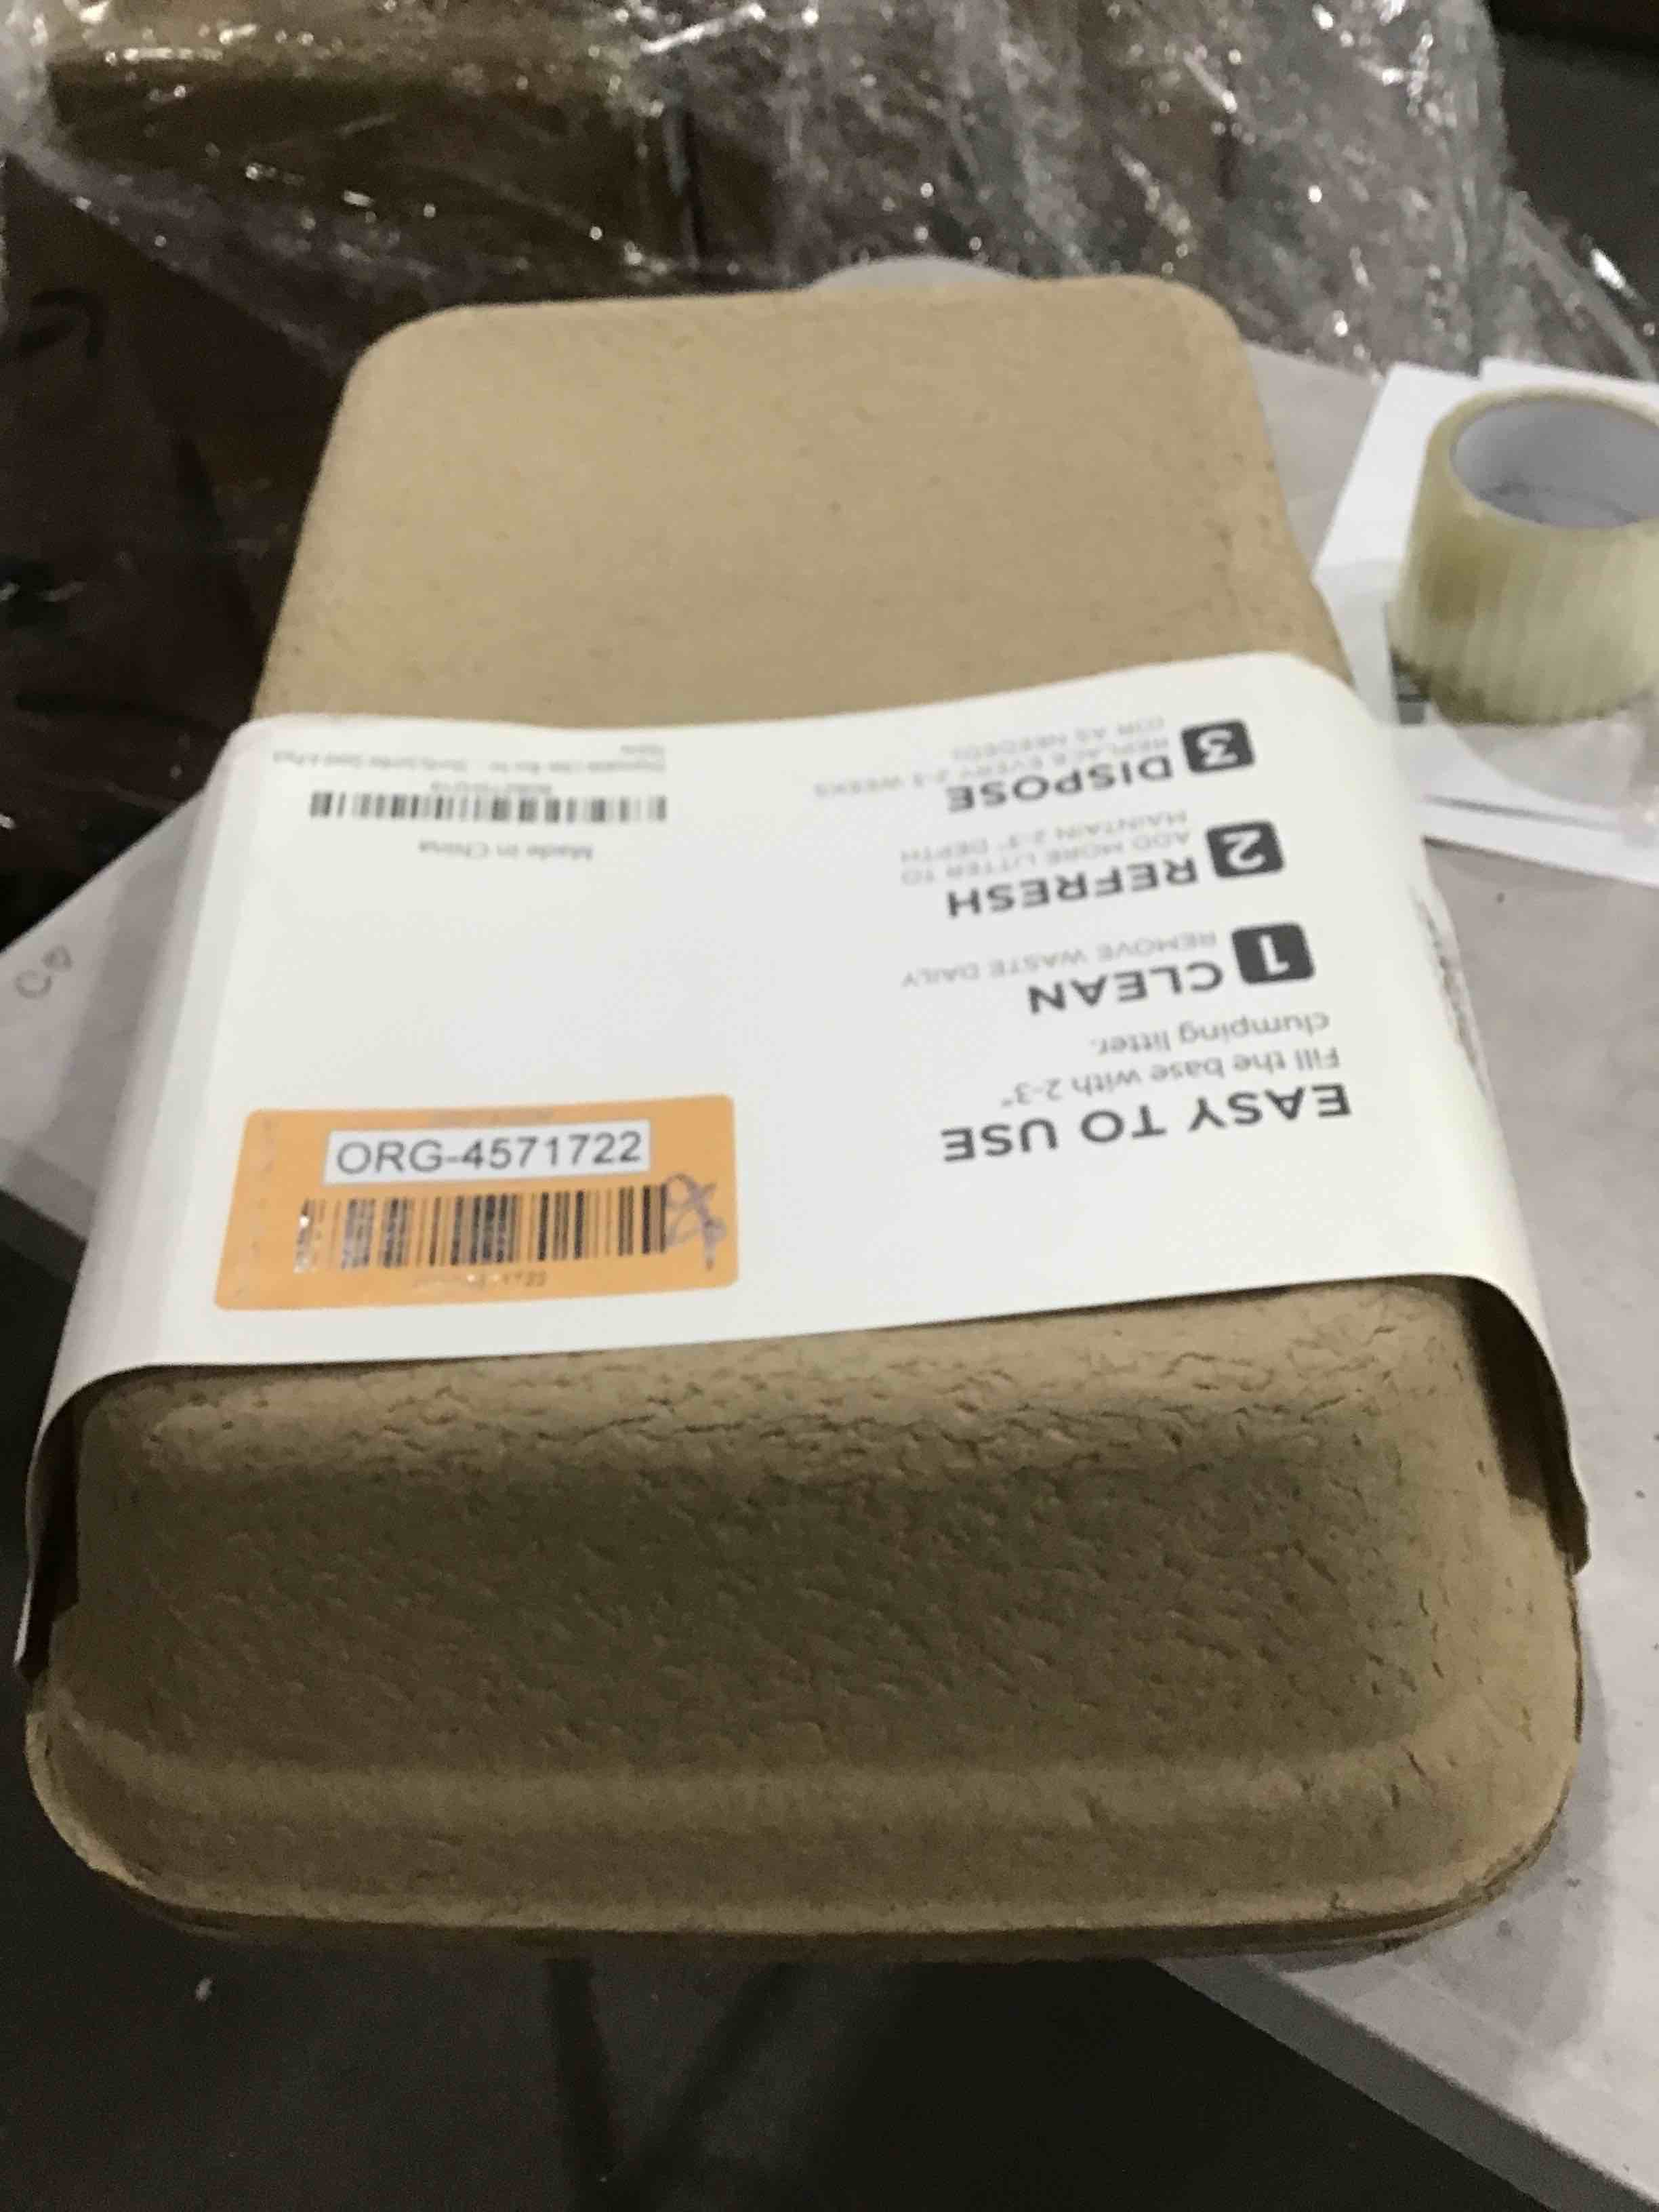 EASY TO USE
Fill the base with 2-3"
clumping litter.
1 CLEAN
REMOVE WASTE DAILY
2 REFRESH
ADD MORE LITTER TO
MAINTAIN 2-3" DEPTH
3 DISPOSE
REPLACE EVERY 2-3 WEEKS
(OR AS NEEDED)
Made in China
ORG-4571722